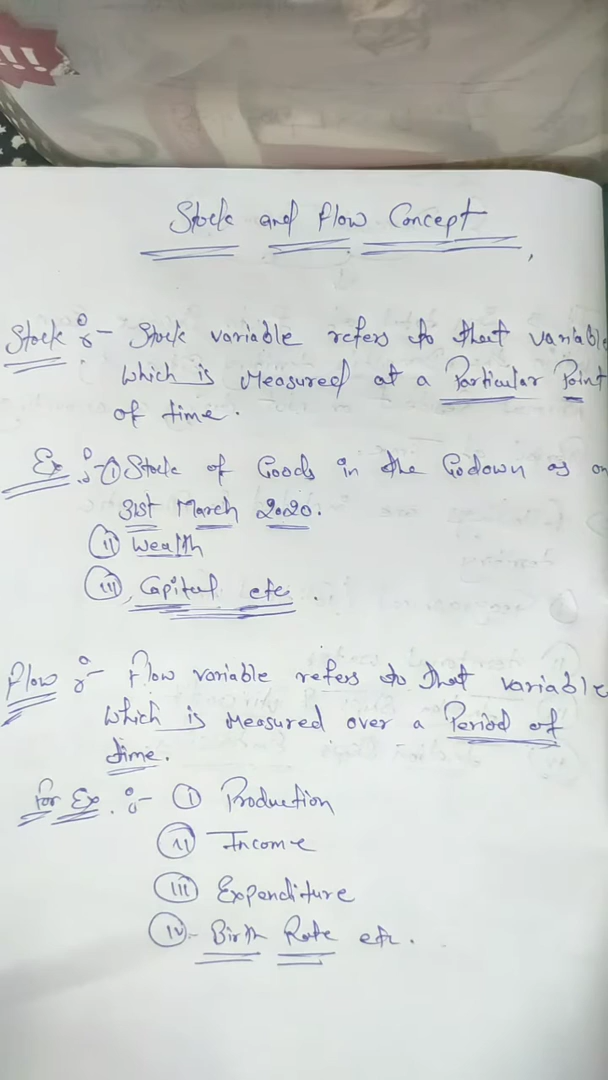 !!!
Stock and Flow Concept
Stock :- Stock variable refers to that variable
which is measured at a Particular Point
of time.
Ex :- (i) Stock of Goods in the Godown as on
31st March 2020.
(ii) Wealth
(iii) Capital etc.
Flow :- Flow variable refers to that variable
which is measured over a Period of
time.
For Ex. :- (i) Production
(ii) Income
(iii) Expenditure
(iv) Birth Rate etc.